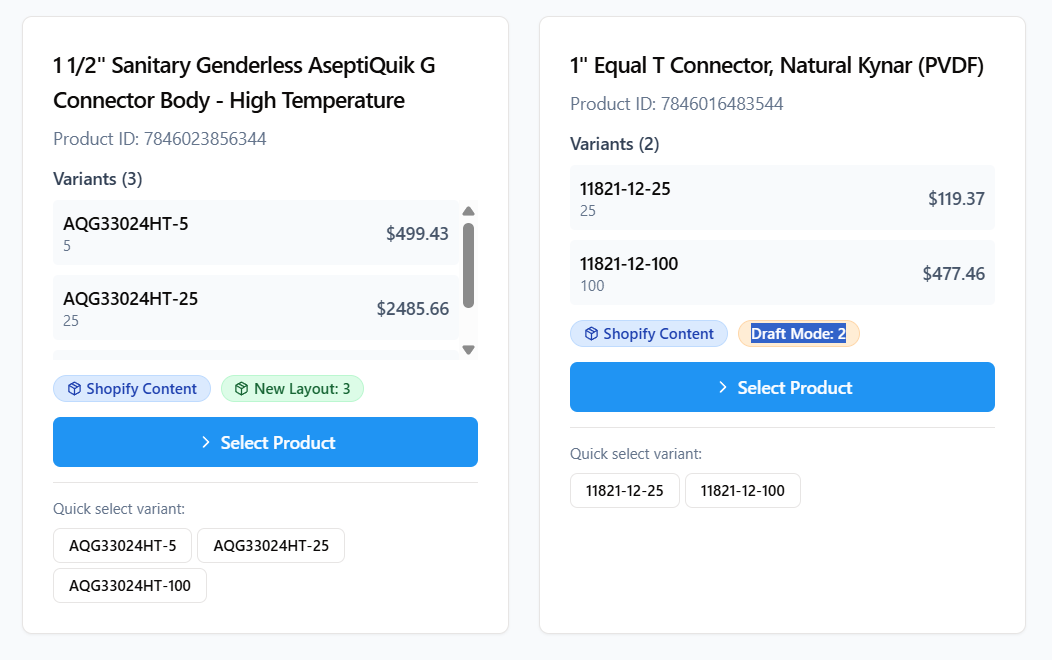 1 1/2" Sanitary Genderless AseptiQuik G
Connector Body - High Temperature
Product ID: 7846023856344
Variants (3)
AQG33024HT-5
5
$499.43
AQG33024HT-25
25
$2485.66
Shopify Content
New Layout: 3
Select Product
Quick select variant:
AQG33024HT-5
AQG33024HT-25
AQG33024HT-100
1" Equal T Connector, Natural Kynar (PVDF)
Product ID: 7846016483544
Variants (2)
11821-12-25
25
$119.37
11821-12-100
100
$477.46
Shopify Content
Draft Mode: 2
Select Product
Quick select variant:
11821-12-25
11821-12-100